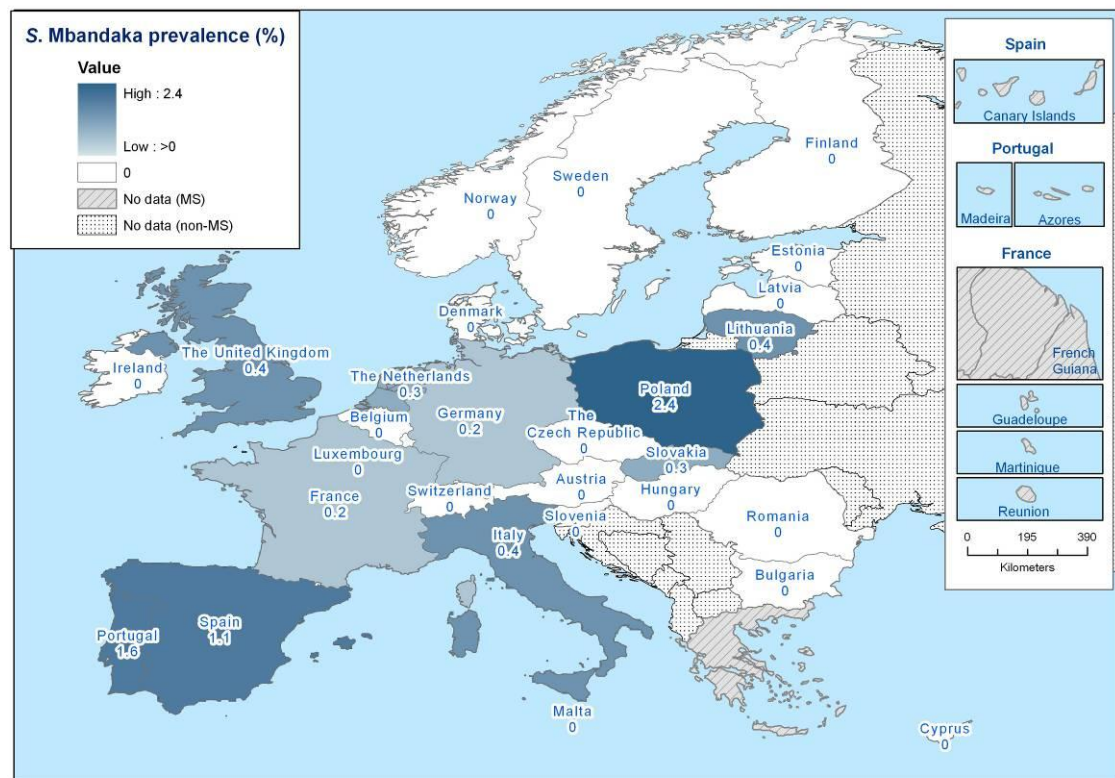 S. Mbandaka prevalence (%)
Value
High : 2.4
Low : >0
0
No data (MS)
No data (non-MS)
Finland
0
Sweden
0
Norway
0
Estonia
0
Latvia
0
Denmark
0
Lithuania
0.4
The United Kingdom
0.4
Ireland
0
The Netherlands
0.3
Poland
2.4
Belgium
0
Germany
0.2
The
Czech Republic
0
Luxembourg
0
Slovakia
0.3
Austria
0
France
0.2
Switzerland
0
Hungary
0
Slovenia
0
Romania
0
Italy
0.4
Bulgaria
0
Spain
1.1
Portugal
1.6
Malta
0
Cyprus
0
Spain
Canary Islands
Portugal
Madeira
Azores
France
French
Guiana
Guadeloupe
Martinique
Reunion
0 195 390
Kilometers